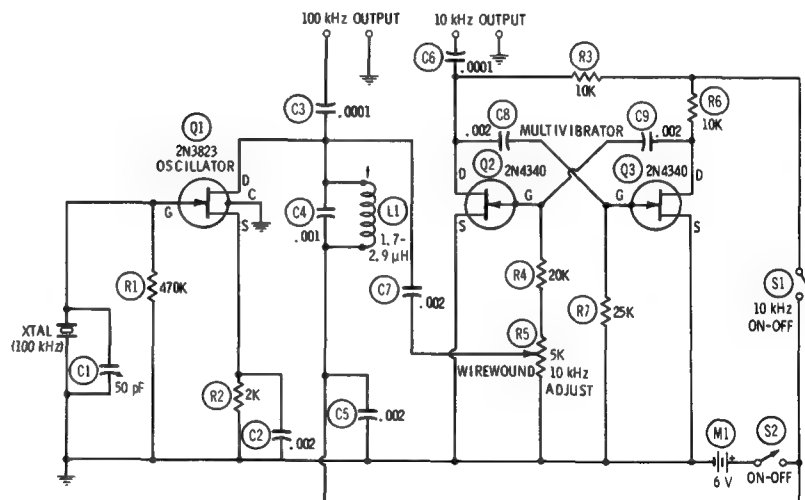 100 kHz OUTPUT
10 kHz OUTPUT
C6
.0001
R3
10K
C3
.0001
R6
10K
Q1
2N3823
OSCILLATOR
C8
.002
MULTIVIBRATOR
C9
.002
Q2
2N4340
Q3
2N4340
D
C
G
S
D
G
S
D
G
S
C4
.001
L1
1.7-
2.9 μH
R1
470K
C7
.002
R4
20K
R7
25K
S1
10 kHz
ON-OFF
XTAL
(100 kHz)
C1
50 pF
R5
5K
WIREWOUND
10 kHz
ADJUST
R2
2K
C2
.002
C5
.002
M1
+
6 V
S2
ON-OFF